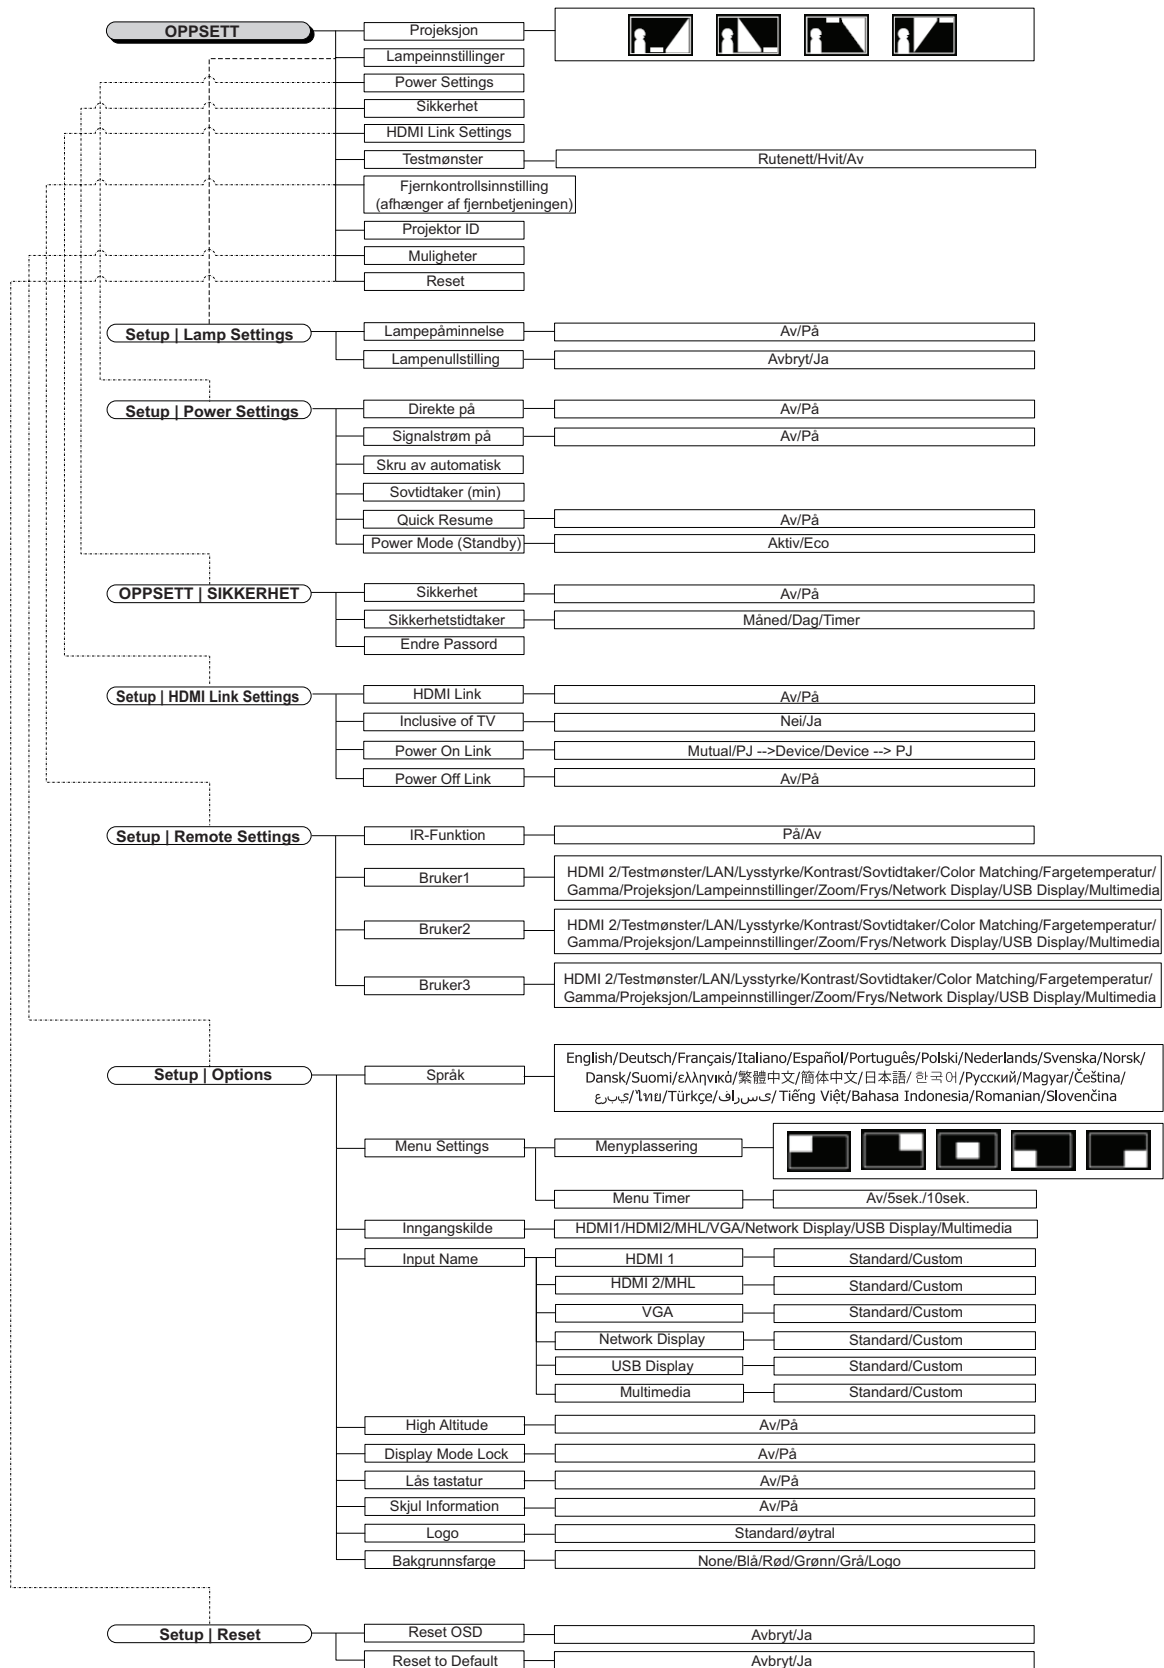 OPPSETT
Projeksjon
Lampeinnstillinger
Power Settings
Sikkerhet
HDMI Link Settings
Testmønster
Rutenett/Hvit/Av
Fjernkontrollsinnstilling
(afhænger af fjernbetjeningen)
Projektor ID
Muligheter
Reset
Setup | Lamp Settings
Lampepåminnelse
Av/På
Lampenullstilling
Avbryt/Ja
Setup | Power Settings
Direkte på
Av/På
Signalstrøm på
Av/På
Skru av automatisk
Sovtidtaker (min)
Quick Resume
Av/På
Power Mode (Standby)
Aktiv/Eco
OPPSETT | SIKKERHET
Sikkerhet
Av/På
Sikkerhetstidtaker
Måned/Dag/Timer
Endre Passord
Setup | HDMI Link Settings
HDMI Link
Av/På
Inclusive of TV
Nei/Ja
Power On Link
Mutual/PJ -->Device/Device --> PJ
Power Off Link
Av/På
Setup | Remote Settings
IR-Funktion
På/Av
Bruker1
HDMI 2/Testmønster/LAN/Lysstyrke/Kontrast/Sovtidtaker/Color Matching/Fargetemperatur/
Gamma/Projeksjon/Lampeinnstillinger/Zoom/Frys/Network Display/USB Display/Multimedia
Bruker2
HDMI 2/Testmønster/LAN/Lysstyrke/Kontrast/Sovtidtaker/Color Matching/Fargetemperatur/
Gamma/Projeksjon/Lampeinnstillinger/Zoom/Frys/Network Display/USB Display/Multimedia
Bruker3
HDMI 2/Testmønster/LAN/Lysstyrke/Kontrast/Sovtidtaker/Color Matching/Fargetemperatur/
Gamma/Projeksjon/Lampeinnstillinger/Zoom/Frys/Network Display/USB Display/Multimedia
Setup | Options
Språk
English/Deutsch/Français/Italiano/Español/Português/Polski/Nederlands/Svenska/Norsk/
Dansk/Suomi/ελληνικά/繁體中文/簡体中文/日本語/한국어/Русский/Magyar/Čeština/
ﻱﺏﺭﻉ/ไทย/Türkçe/ﻯﺱﺭﺍﻑ/Tiếng Việt/Bahasa Indonesia/Romanian/Slovenčina
Menu Settings
Menyplassering
Menu Timer
Av/5sek./10sek.
Inngangskilde
HDMI1/HDMI2/MHL/VGA/Network Display/USB Display/Multimedia
Input Name
HDMI 1
Standard/Custom
HDMI 2/MHL
Standard/Custom
VGA
Standard/Custom
Network Display
Standard/Custom
USB Display
Standard/Custom
Multimedia
Standard/Custom
High Altitude
Av/På
Display Mode Lock
Av/På
Lås tastatur
Av/På
Skjul Information
Av/På
Logo
Standard/øytral
Bakgrunnsfarge
None/Blå/Rød/Grønn/Grå/Logo
Setup | Reset
Reset OSD
Avbryt/Ja
Reset to Default
Avbryt/Ja